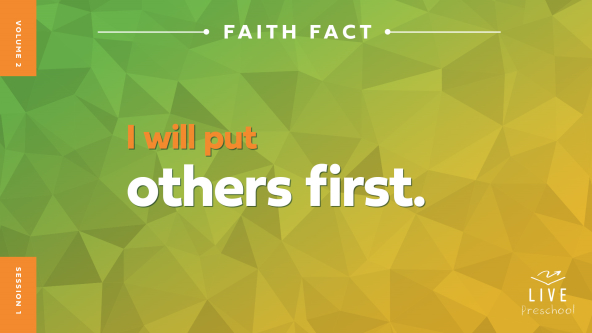 VOLUME 2
FAITH FACT
I will put
others first.
SESSION 1
LIVE
Preschool